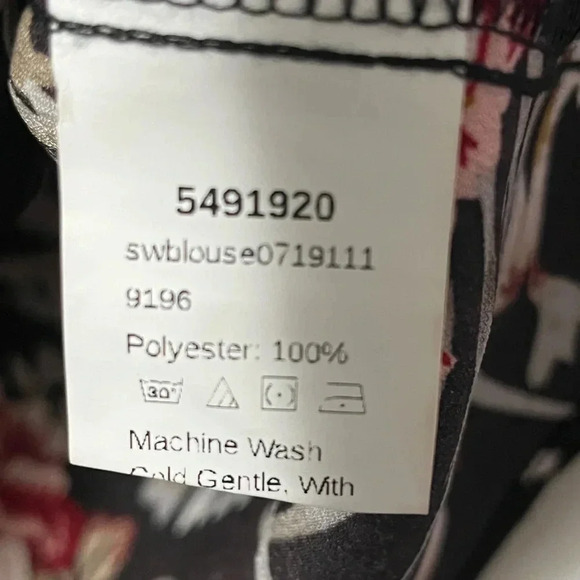 5491920
swblouse0719111
9196
Polyester: 100%
30°
Machine Wash
Cold Gentle, With